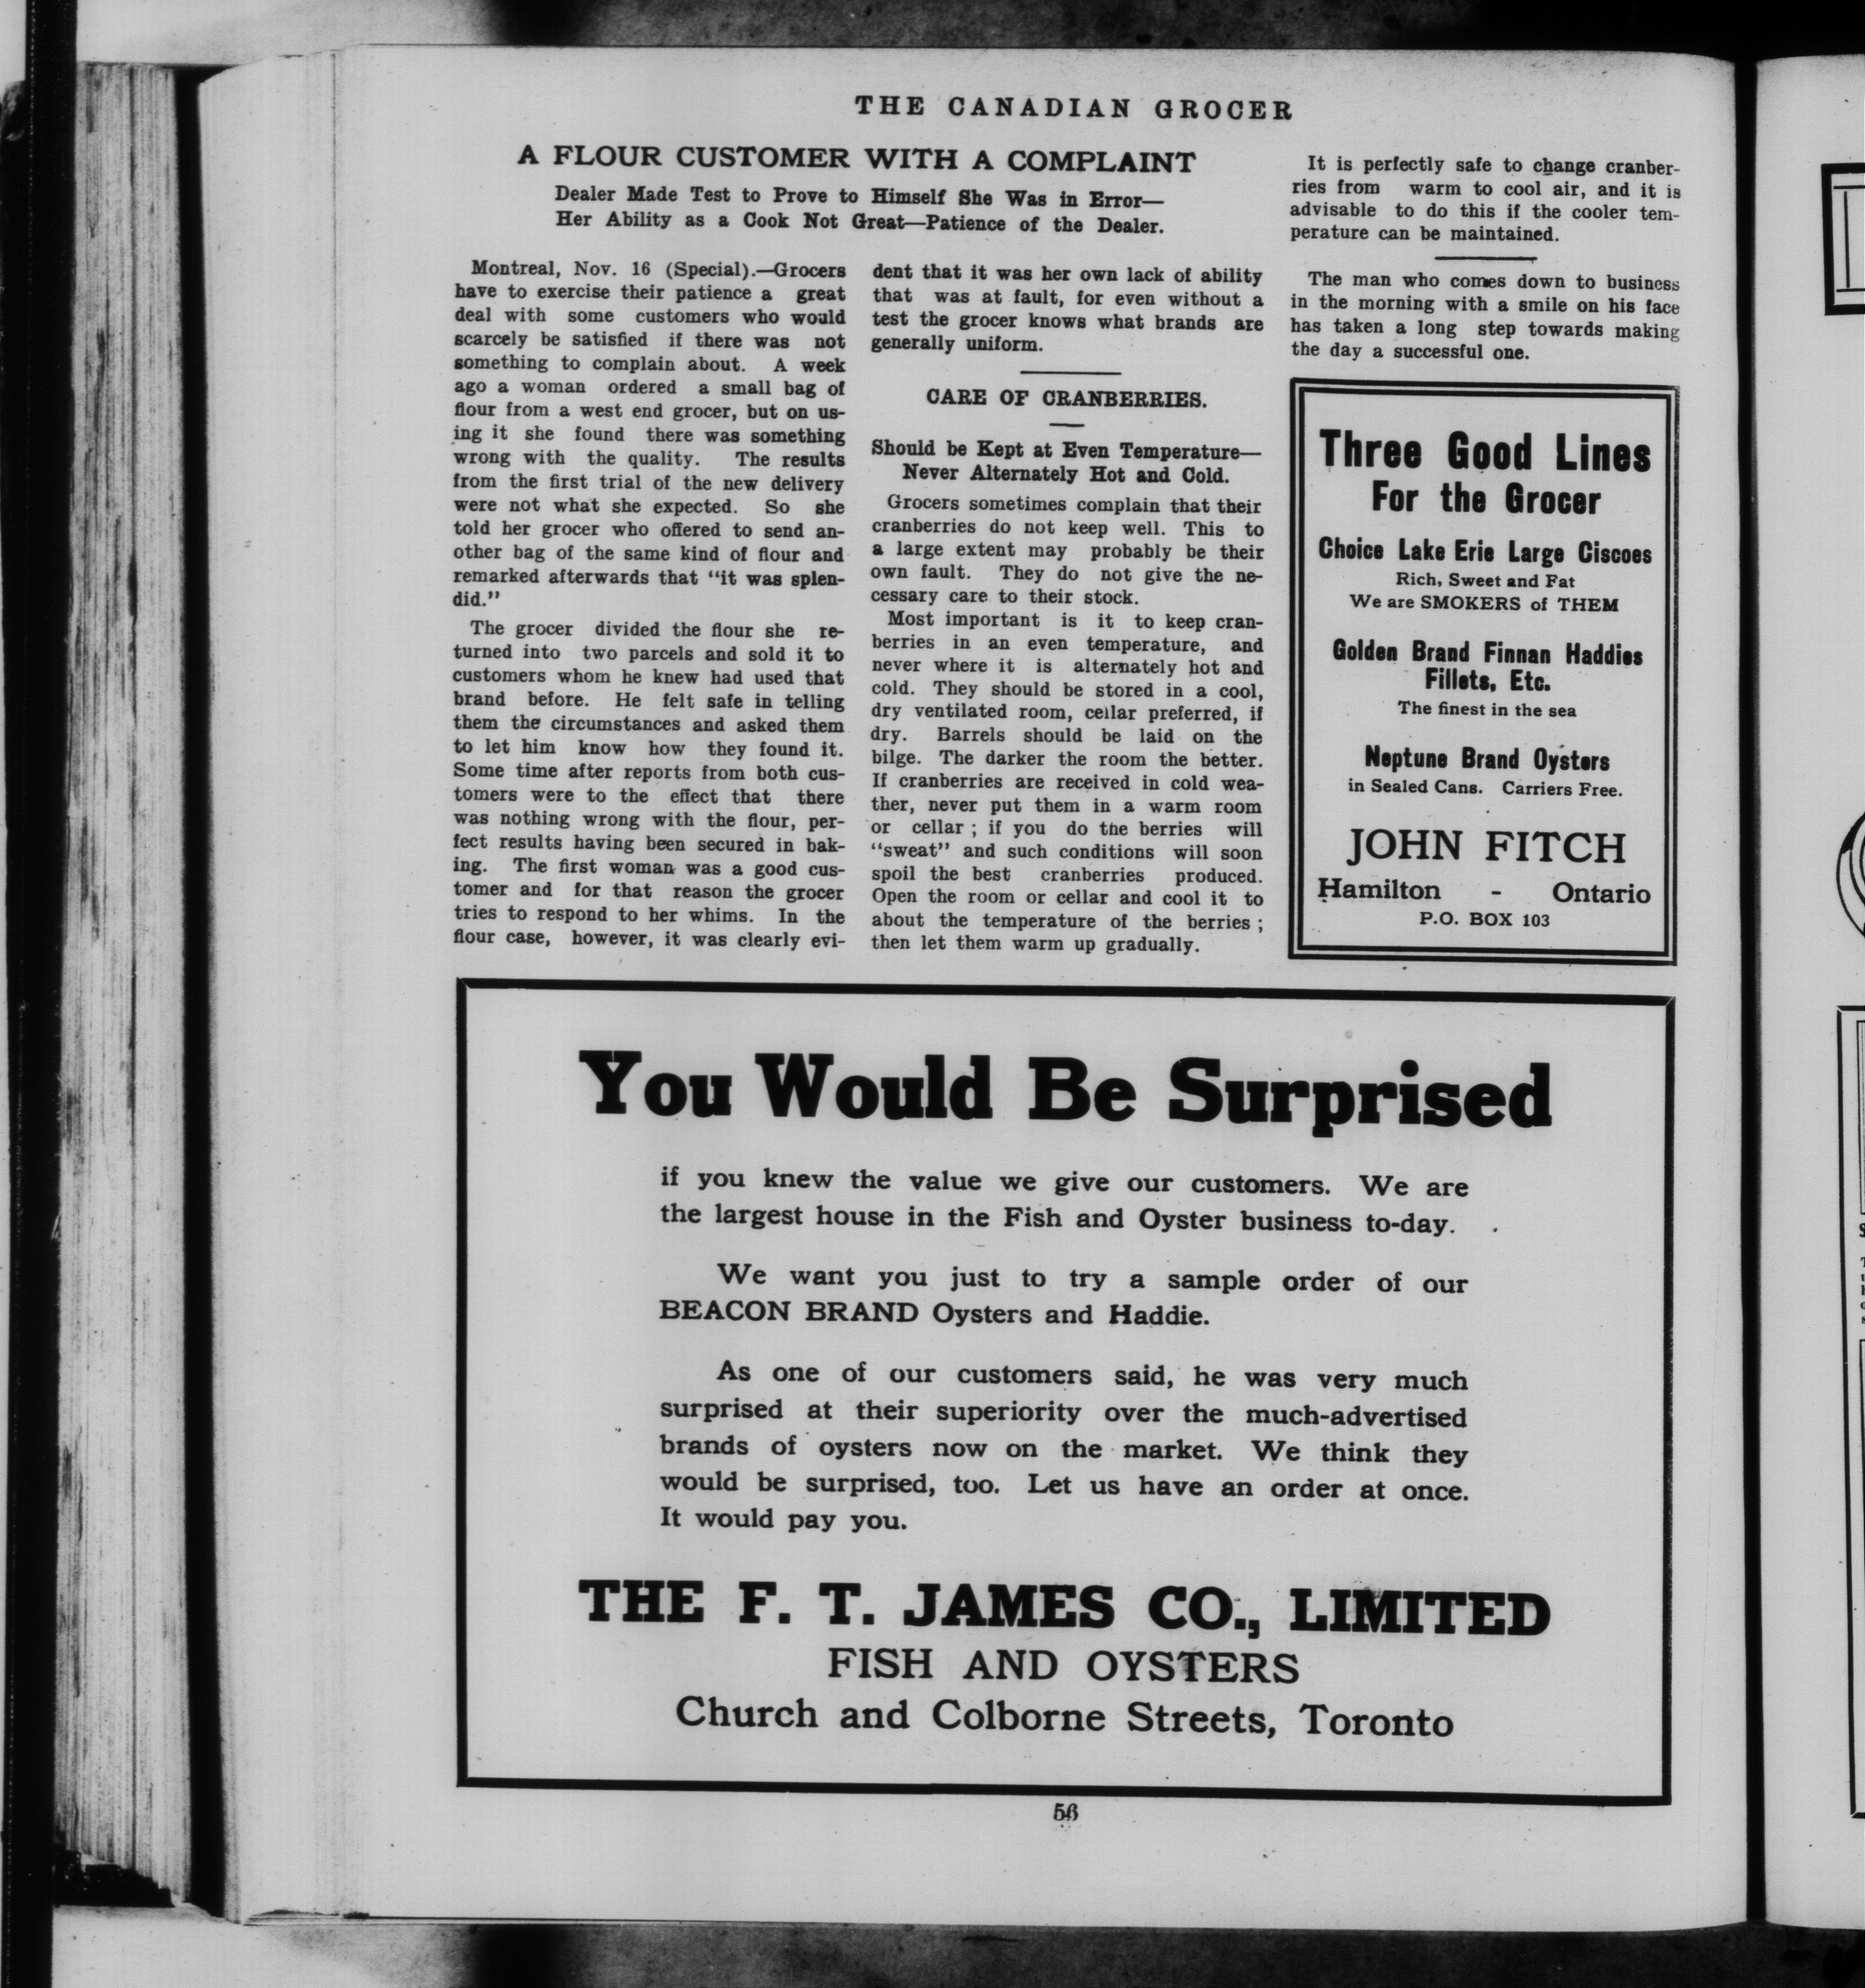 THE CANADIAN GROCER
A FLOUR CUSTOMER WITH A COMPLAINT
Dealer Made Test to Prove to Himself She Was in Error—
Her Ability as a Cook Not Great—Patience of the Dealer.
Montreal, Nov. 16 (Special).—Grocers
have to exercise their patience a great
deal with some customers who would
scarcely be satisfied if there was not
something to complain about. A week
ago a woman ordered a small bag of
flour from a west end grocer, but on us-
ing it she found there was something
wrong with the quality. The results
from the first trial of the new delivery
were not what she expected. So she
told her grocer who offered to send an-
other bag of the same kind of flour and
remarked afterwards that "it was splen-
did."
The grocer divided the flour she re-
turned into two parcels and sold it to
customers whom he knew had used that
brand before. He felt safe in telling
them the circumstances and asked them
to let him know how they found it.
Some time after reports from both cus-
tomers were to the effect that there
was nothing wrong with the flour, per-
fect results having been secured in bak-
ing. The first woman was a good cus-
tomer and for that reason the grocer
tries to respond to her whims. In the
flour case, however, it was clearly evi-
dent that it was her own lack of ability
that was at fault, for even without a
test the grocer knows what brands are
generally uniform.
CARE OF CRANBERRIES.
Should be Kept at Even Temperature—
Never Alternately Hot and Cold.
Grocers sometimes complain that their
cranberries do not keep well. This to
a large extent may probably be their
own fault. They do not give the ne-
cessary care to their stock.
Most important is it to keep cran-
berries in an even temperature, and
never where it is alternately hot and
cold. They should be stored in a cool,
dry ventilated room, cellar preferred, if
dry. Barrels should be laid on the
bilge. The darker the room the better.
If cranberries are received in cold wea-
ther, never put them in a warm room
or cellar; if you do the berries will
"sweat" and such conditions will soon
spoil the best cranberries produced.
Open the room or cellar and cool it to
about the temperature of the berries;
then let them warm up gradually.
It is perfectly safe to change cranber-
ries from warm to cool air, and it is
advisable to do this if the cooler tem-
perature can be maintained.
The man who comes down to business
in the morning with a smile on his face
has taken a long step towards making
the day a successful one.
Three Good Lines
For the Grocer
Choice Lake Erie Large Ciscoes
Rich, Sweet and Fat
We are SMOKERS of THEM
Golden Brand Finnan Haddies
Fillets, Etc.
The finest in the sea
Neptune Brand Oysters
in Sealed Cans. Carriers Free.
JOHN FITCH
Hamilton - Ontario
P.O. BOX 103
You Would Be Surprised
if you knew the value we give our customers. We are
the largest house in the Fish and Oyster business to-day.
We want you just to try a sample order of our
BEACON BRAND Oysters and Haddie.
As one of our customers said, he was very much
surprised at their superiority over the much-advertised
brands of oysters now on the market. We think they
would be surprised, too. Let us have an order at once.
It would pay you.
THE F. T. JAMES CO., LIMITED
FISH AND OYSTERS
Church and Colborne Streets, Toronto
56